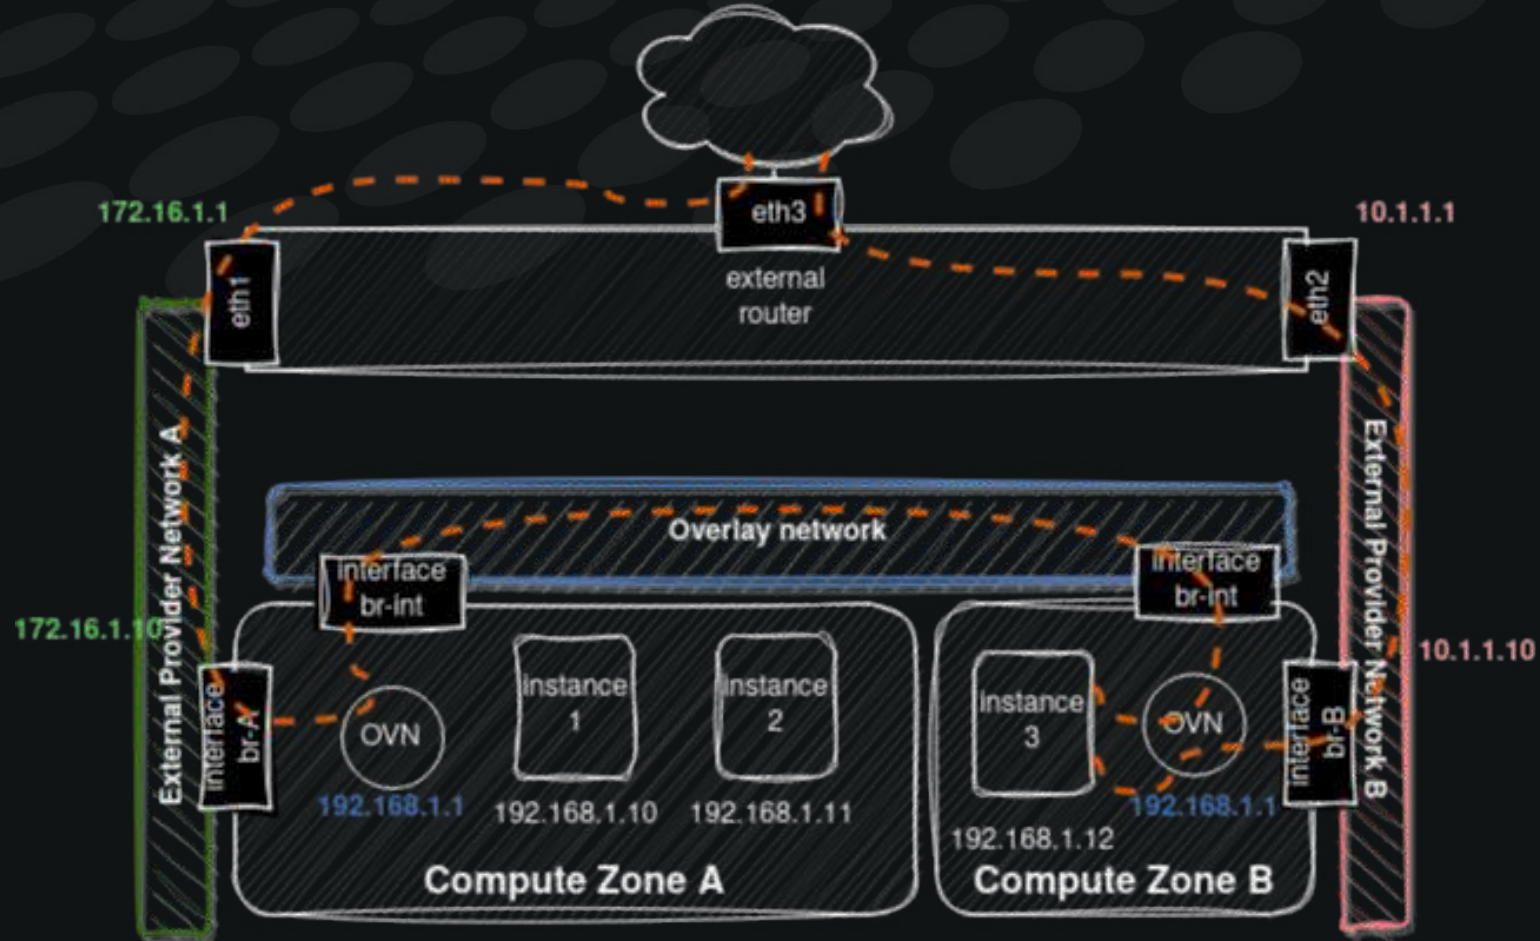 172.16.1.1
eth3
10.1.1.1
external
router
eth1
eth2
External Provider Network A
External Provider Network B
Overlay network
interface
br-int
interface
br-int
172.16.1.10
10.1.1.10
interface
br-A
OVN
192.168.1.1
instance
1
192.168.1.10
instance
2
192.168.1.11
Compute Zone A
instance
3
192.168.1.12
OVN
192.168.1.1
interface
br-B
Compute Zone B